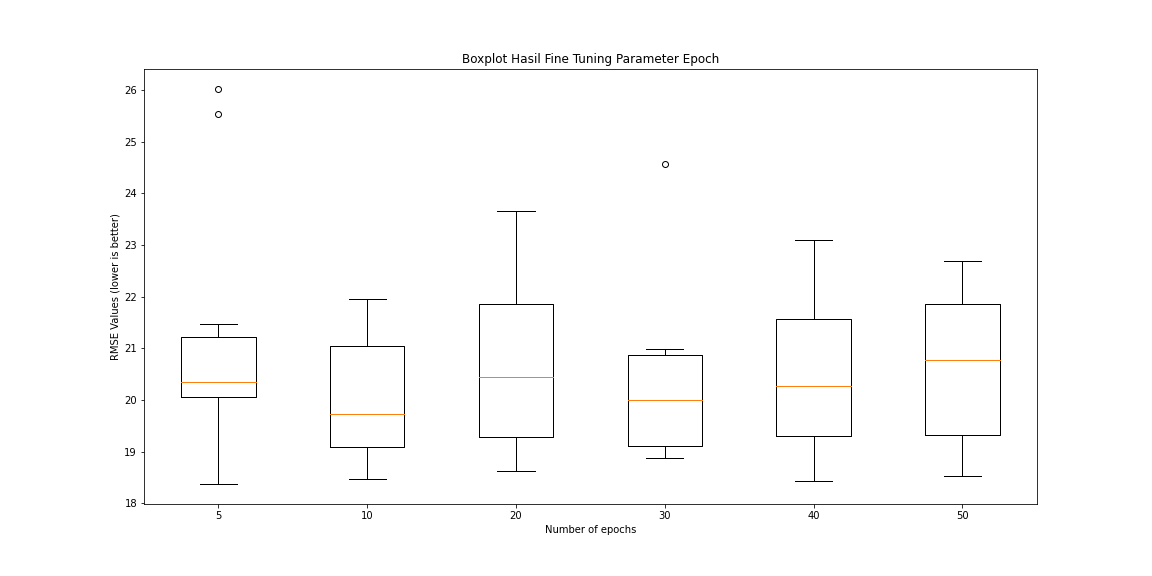 Boxplot Hasil Fine Tuning Parameter Epoch
26
25
24
23
22
21
20
19
18
RMSE Values (lower is better)
5 10 20 30 40 50
Number of epochs